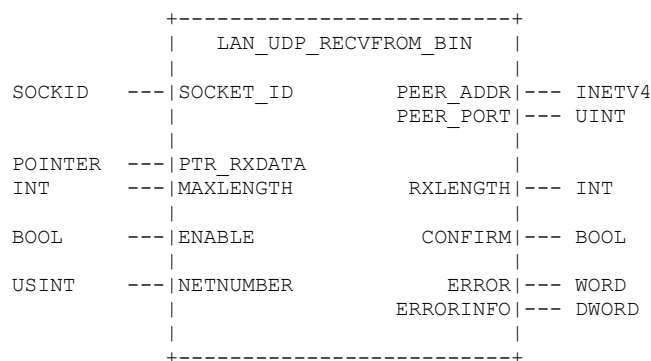 +---------------------------+
| LAN_UDP_RECVFROM_BIN |
| |
SOCKID ---|SOCKET_ID PEER_ADDR|--- INETV4
| PEER_PORT|--- UINT
| |
POINTER ---|PTR_RXDATA |
INT ---|MAXLENGTH RXLENGTH|--- INT
| |
BOOL ---|ENABLE CONFIRM|--- BOOL
| |
USINT ---|NETNUMBER ERROR|--- WORD
| ERRORINFO|--- DWORD
| |
+---------------------------+